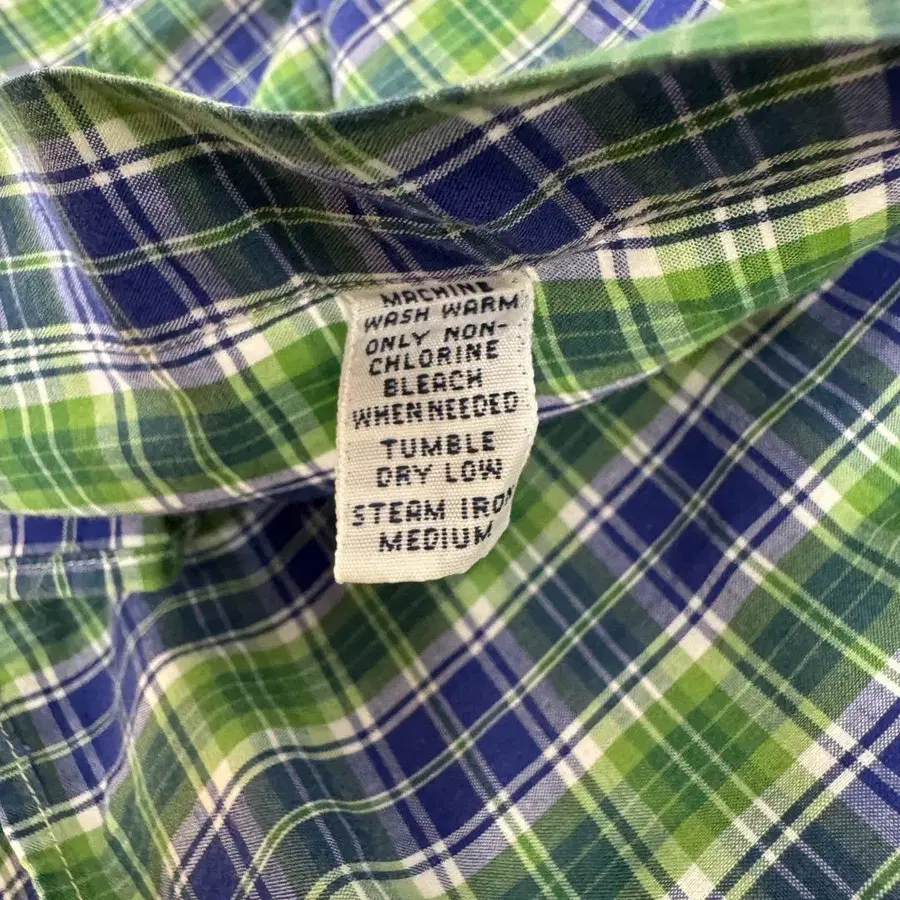 MACHINE
WASH WARM
ONLY NON-
CHLORINE
BLEACH
WHEN NEEDED
TUMBLE
DRY LOW
STEAM IRON
MEDIUM